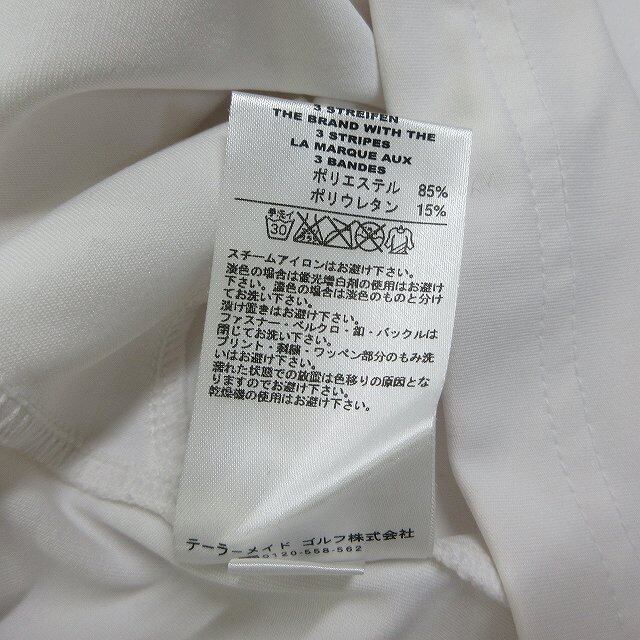 3 STREIFEN
THE BRAND WITH THE
3 STRIPES
LA MARQUE AUX
3 BANDES
ポリエステル 85%
ポリウレタン 15%
手洗イ
30
スチームアイロンはお避け下さい。
淡色の場合は蛍光増白剤の使用はお避け
下さい。淡色の場合は淡色のものと分け
てお洗い下さい。
漬け置きはお避け下さい。
ファスナー・ベルクロ・釦・バックルは
閉じてお洗い下さい。
プリント・刺繍・ワッペン部分のもみ洗
いはお避け下さい。
濡れた状態での放置は色移りの原因とな
りますのでお避け下さい。
乾燥機の使用はお避け下さい。
テーラーメイド ゴルフ株式会社
0120-558-562